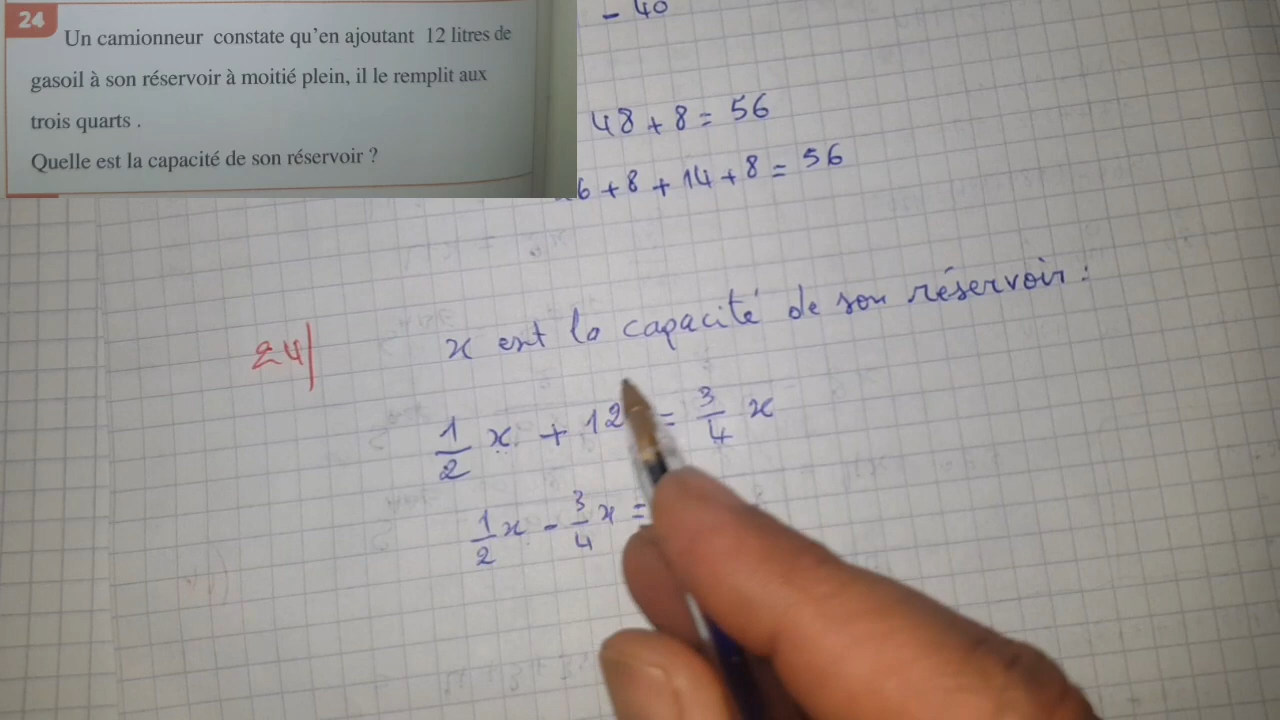 24
Un camionneur constate qu'en ajoutant 12 litres de
gasoil à son réservoir à moitié plein, il le remplit aux
trois quarts .
Quelle est la capacité de son réservoir ?
- 40
48 + 8 = 56
6 + 8 + 14 + 8 = 56
24|
x est la capacité de son réservoir :
1/2 x + 12 = 3/4 x
1/2 x - 3/4 x =